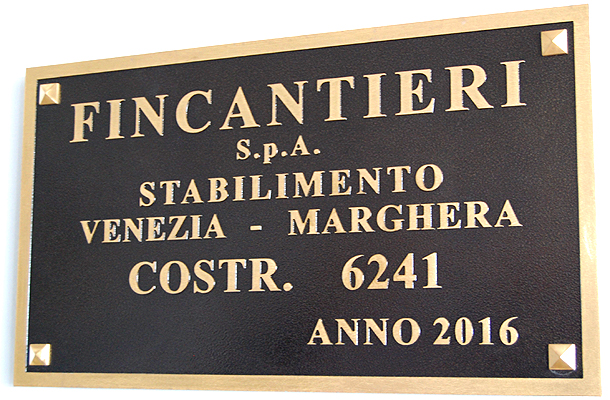 FINCANTIERI
S.p.A.
STABILIMENTO
VENEZIA - MARGHERA
COSTR. 6241
ANNO 2016